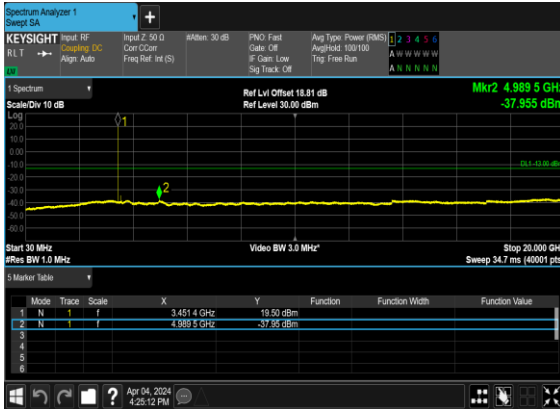 Spectrum Analyzer 1
Swept SA
+
KEYSIGHT Input: RF Input Z: 50 Ω #Atten: 30 dB PNO: Fast Avg Type: Power (RMS) 1 2 3 4 5 6
RLT Coupling: DC Corr CCorr Gate: Off Avg|Hold: 100/100 A W W W W W
Align: Auto Freq Ref: Int (S) IF Gain: Low Trig: Free Run
Sig Track: Off A N N N N N
1 Spectrum Ref Lvl Offset 18.81 dB Mkr2 4.989 5 GHz
Scale/Div 10 dB Ref Level 30.00 dBm -37.955 dBm
Log
20.0
10.0
0.00
-10.0
-20.0
-30.0
-40.0
-50.0
-60.0
1
2
DL1 -13.00 dBm
Start 30 MHz Video BW 3.0 MHz* Stop 20.000 GHz
#Res BW 1.0 MHz Sweep 34.7 ms (40001 pts)
5 Marker Table
Mode Trace Scale X Y Function Function Width Function Value
1 N 1 f 3.451 4 GHz 19.50 dBm
2 N 1 f 4.989 5 GHz -37.95 dBm
3
4
5
6
? Apr 04, 2024
4:25:12 PM